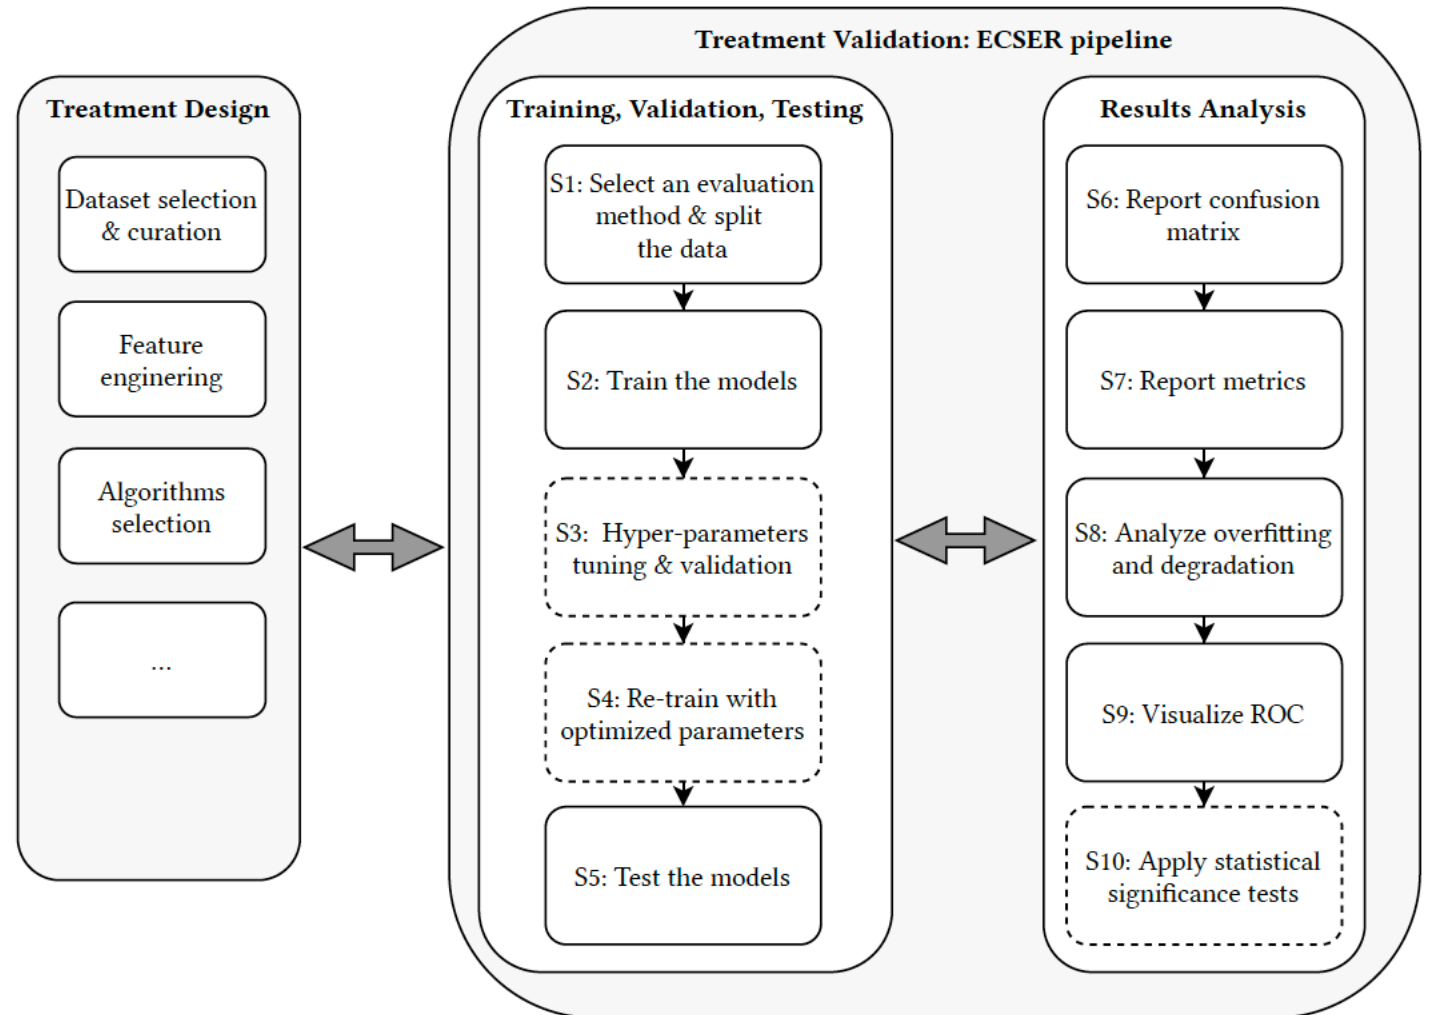 Treatment Validation: ECSER pipeline
Treatment Design
Dataset selection
& curation
Feature
enginering
Algorithms
selection
...
Training, Validation, Testing
S1: Select an evaluation
method & split
the data
S2: Train the models
S3: Hyper-parameters
tuning & validation
S4: Re-train with
optimized parameters
S5: Test the models
Results Analysis
S6: Report confusion
matrix
S7: Report metrics
S8: Analyze overfitting
and degradation
S9: Visualize ROC
S10: Apply statistical
significance tests